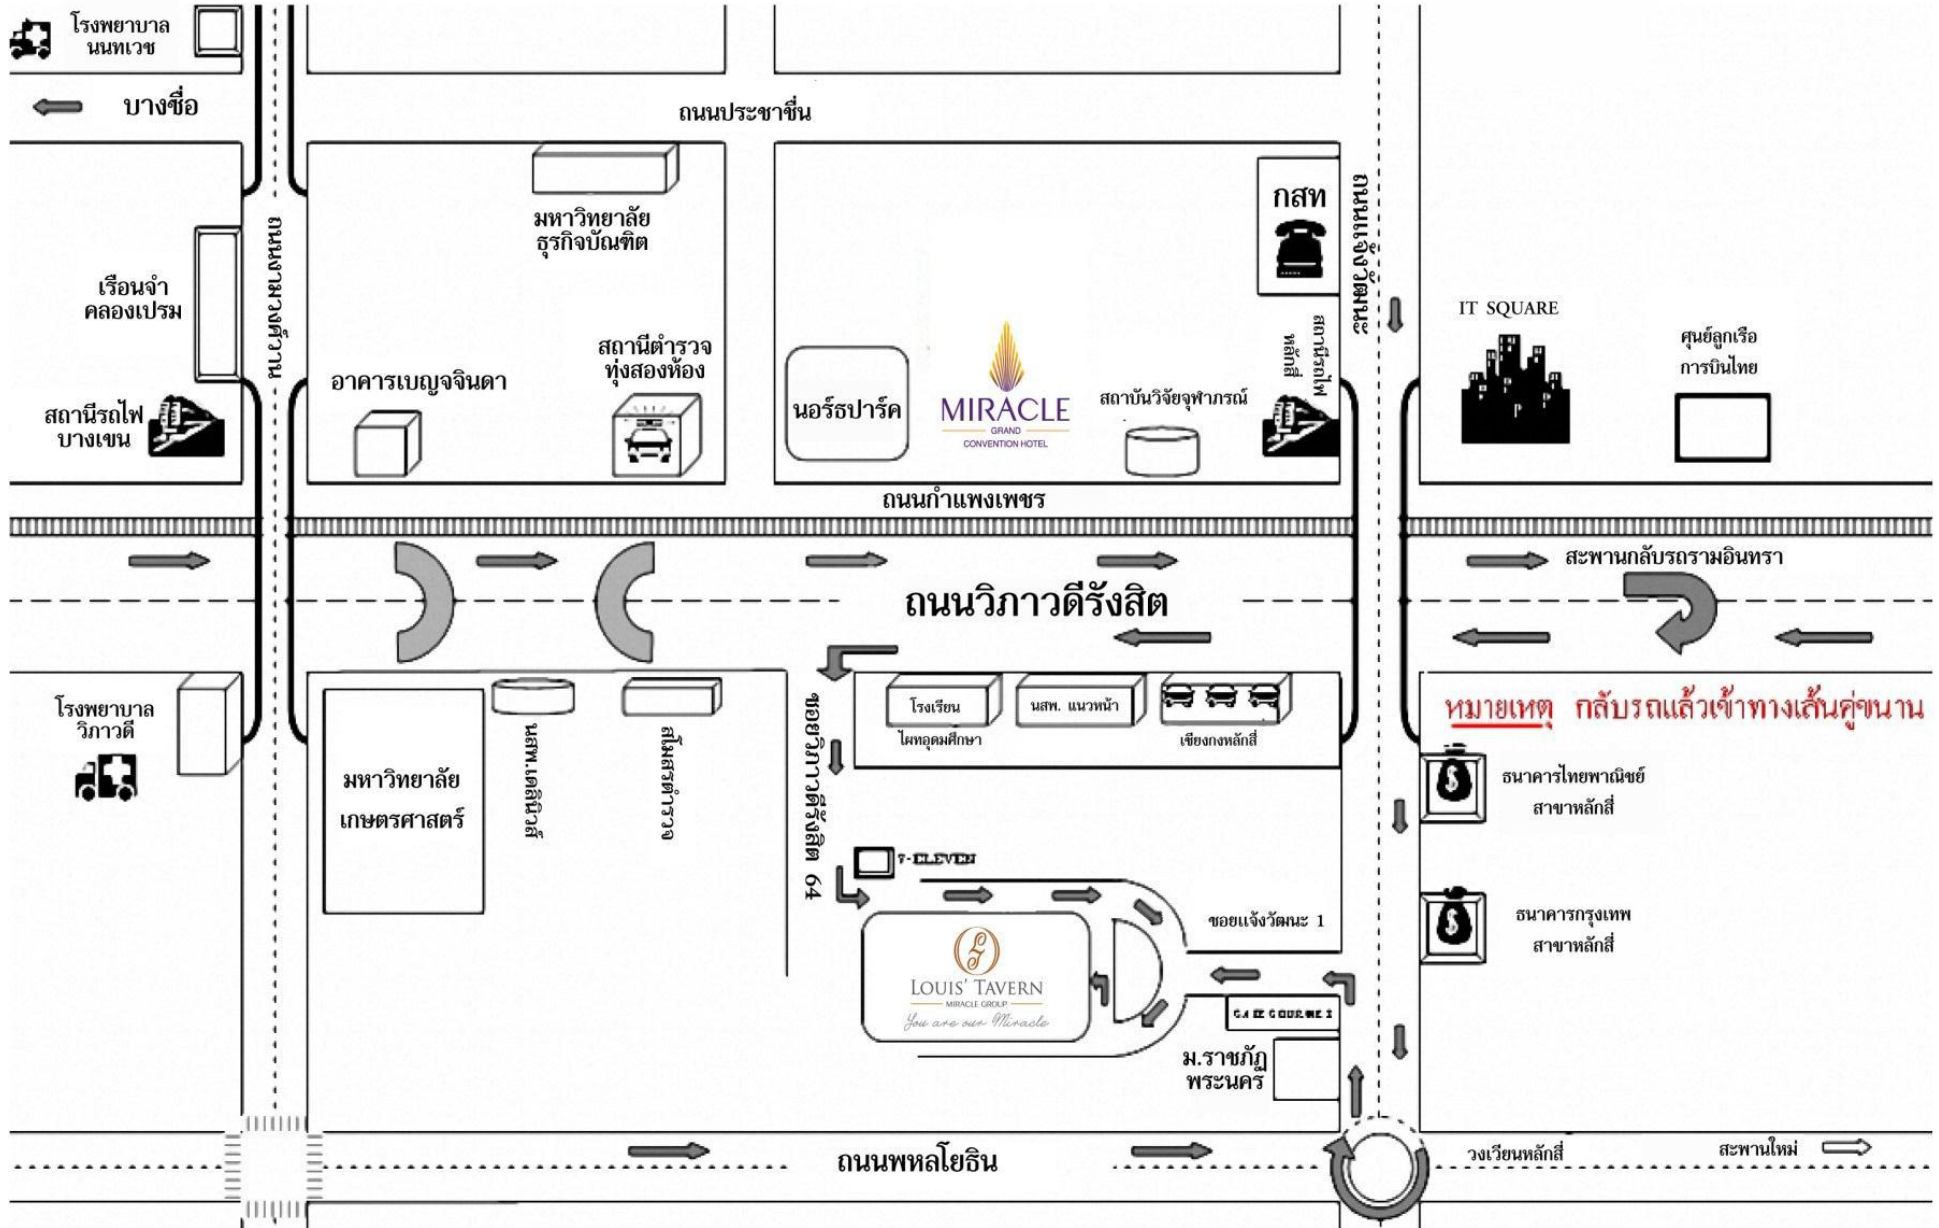 โรงพยาบาล
นนทเวช
บางซื่อ
ถนนประชาชื่น
มหาวิทยาลัย
ธุรกิจบัณฑิต
กสท
ถนนแจ้งวัฒนะ
ถนนงามวงศ์วาน
เรือนจำ
คลองเปรม
สถานีตำรวจ
ทุ่งสองห้อง
อาคารเบญจจินดา
สถานีรถไฟ
บางเขน
นอร์ธปาร์ค
MIRACLE
GRAND
CONVENTION HOTEL
สถาบันวิจัยจุฬาภรณ์
สถานีรถไฟ
หลักสี่
IT SQUARE
ศูนย์ลูกเรือ
การบินไทย
ถนนกำแพงเพชร
สะพานกลับรถรามอินทรา
ถนนวิภาวดีรังสิต
โรงพยาบาล
วิภาวดี
มหาวิทยาลัย
เกษตรศาสตร์
นสพ.เดลินิวส์
สโมสรตำรวจ
ซอยวิภาวดีรังสิต 64
โรงเรียน
ไผทอุดมศึกษา
นสพ. แนวหน้า
เซียงกงหลักสี่
หมายเหตุ กลับรถแล้วเข้าทางเส้นคู่ขนาน
ธนาคารไทยพาณิชย์
สาขาหลักสี่
7-ELEVEN
ซอยแจ้งวัฒนะ 1
ธนาคารกรุงเทพ
สาขาหลักสี่
LOUIS' TAVERN
MIRACLE GROUP
You are our Miracle
ม.ราชภัฏ
พระนคร
ถนนพหลโยธิน
วงเวียนหลักสี่
สะพานใหม่